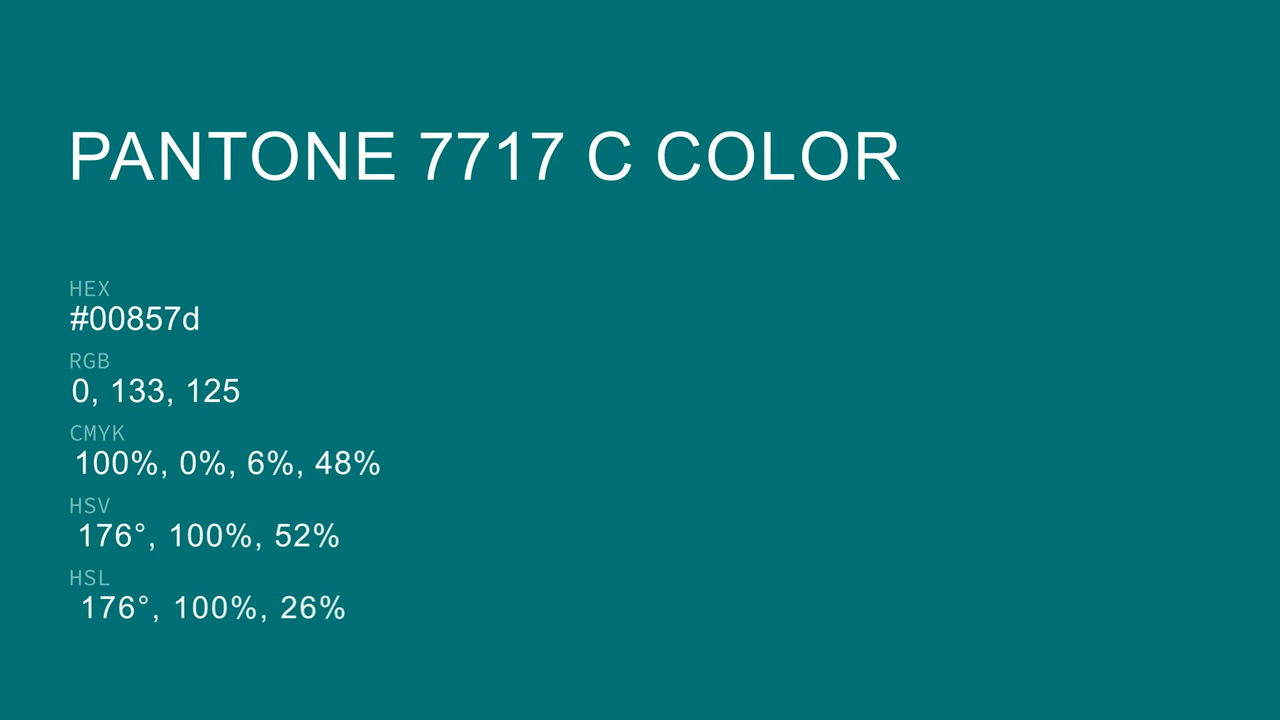 PANTONE 7717 C COLOR
HEX
#00857d
RGB
0, 133, 125
CMYK
100%, 0%, 6%, 48%
HSV
176°, 100%, 52%
HSL
176°, 100%, 26%